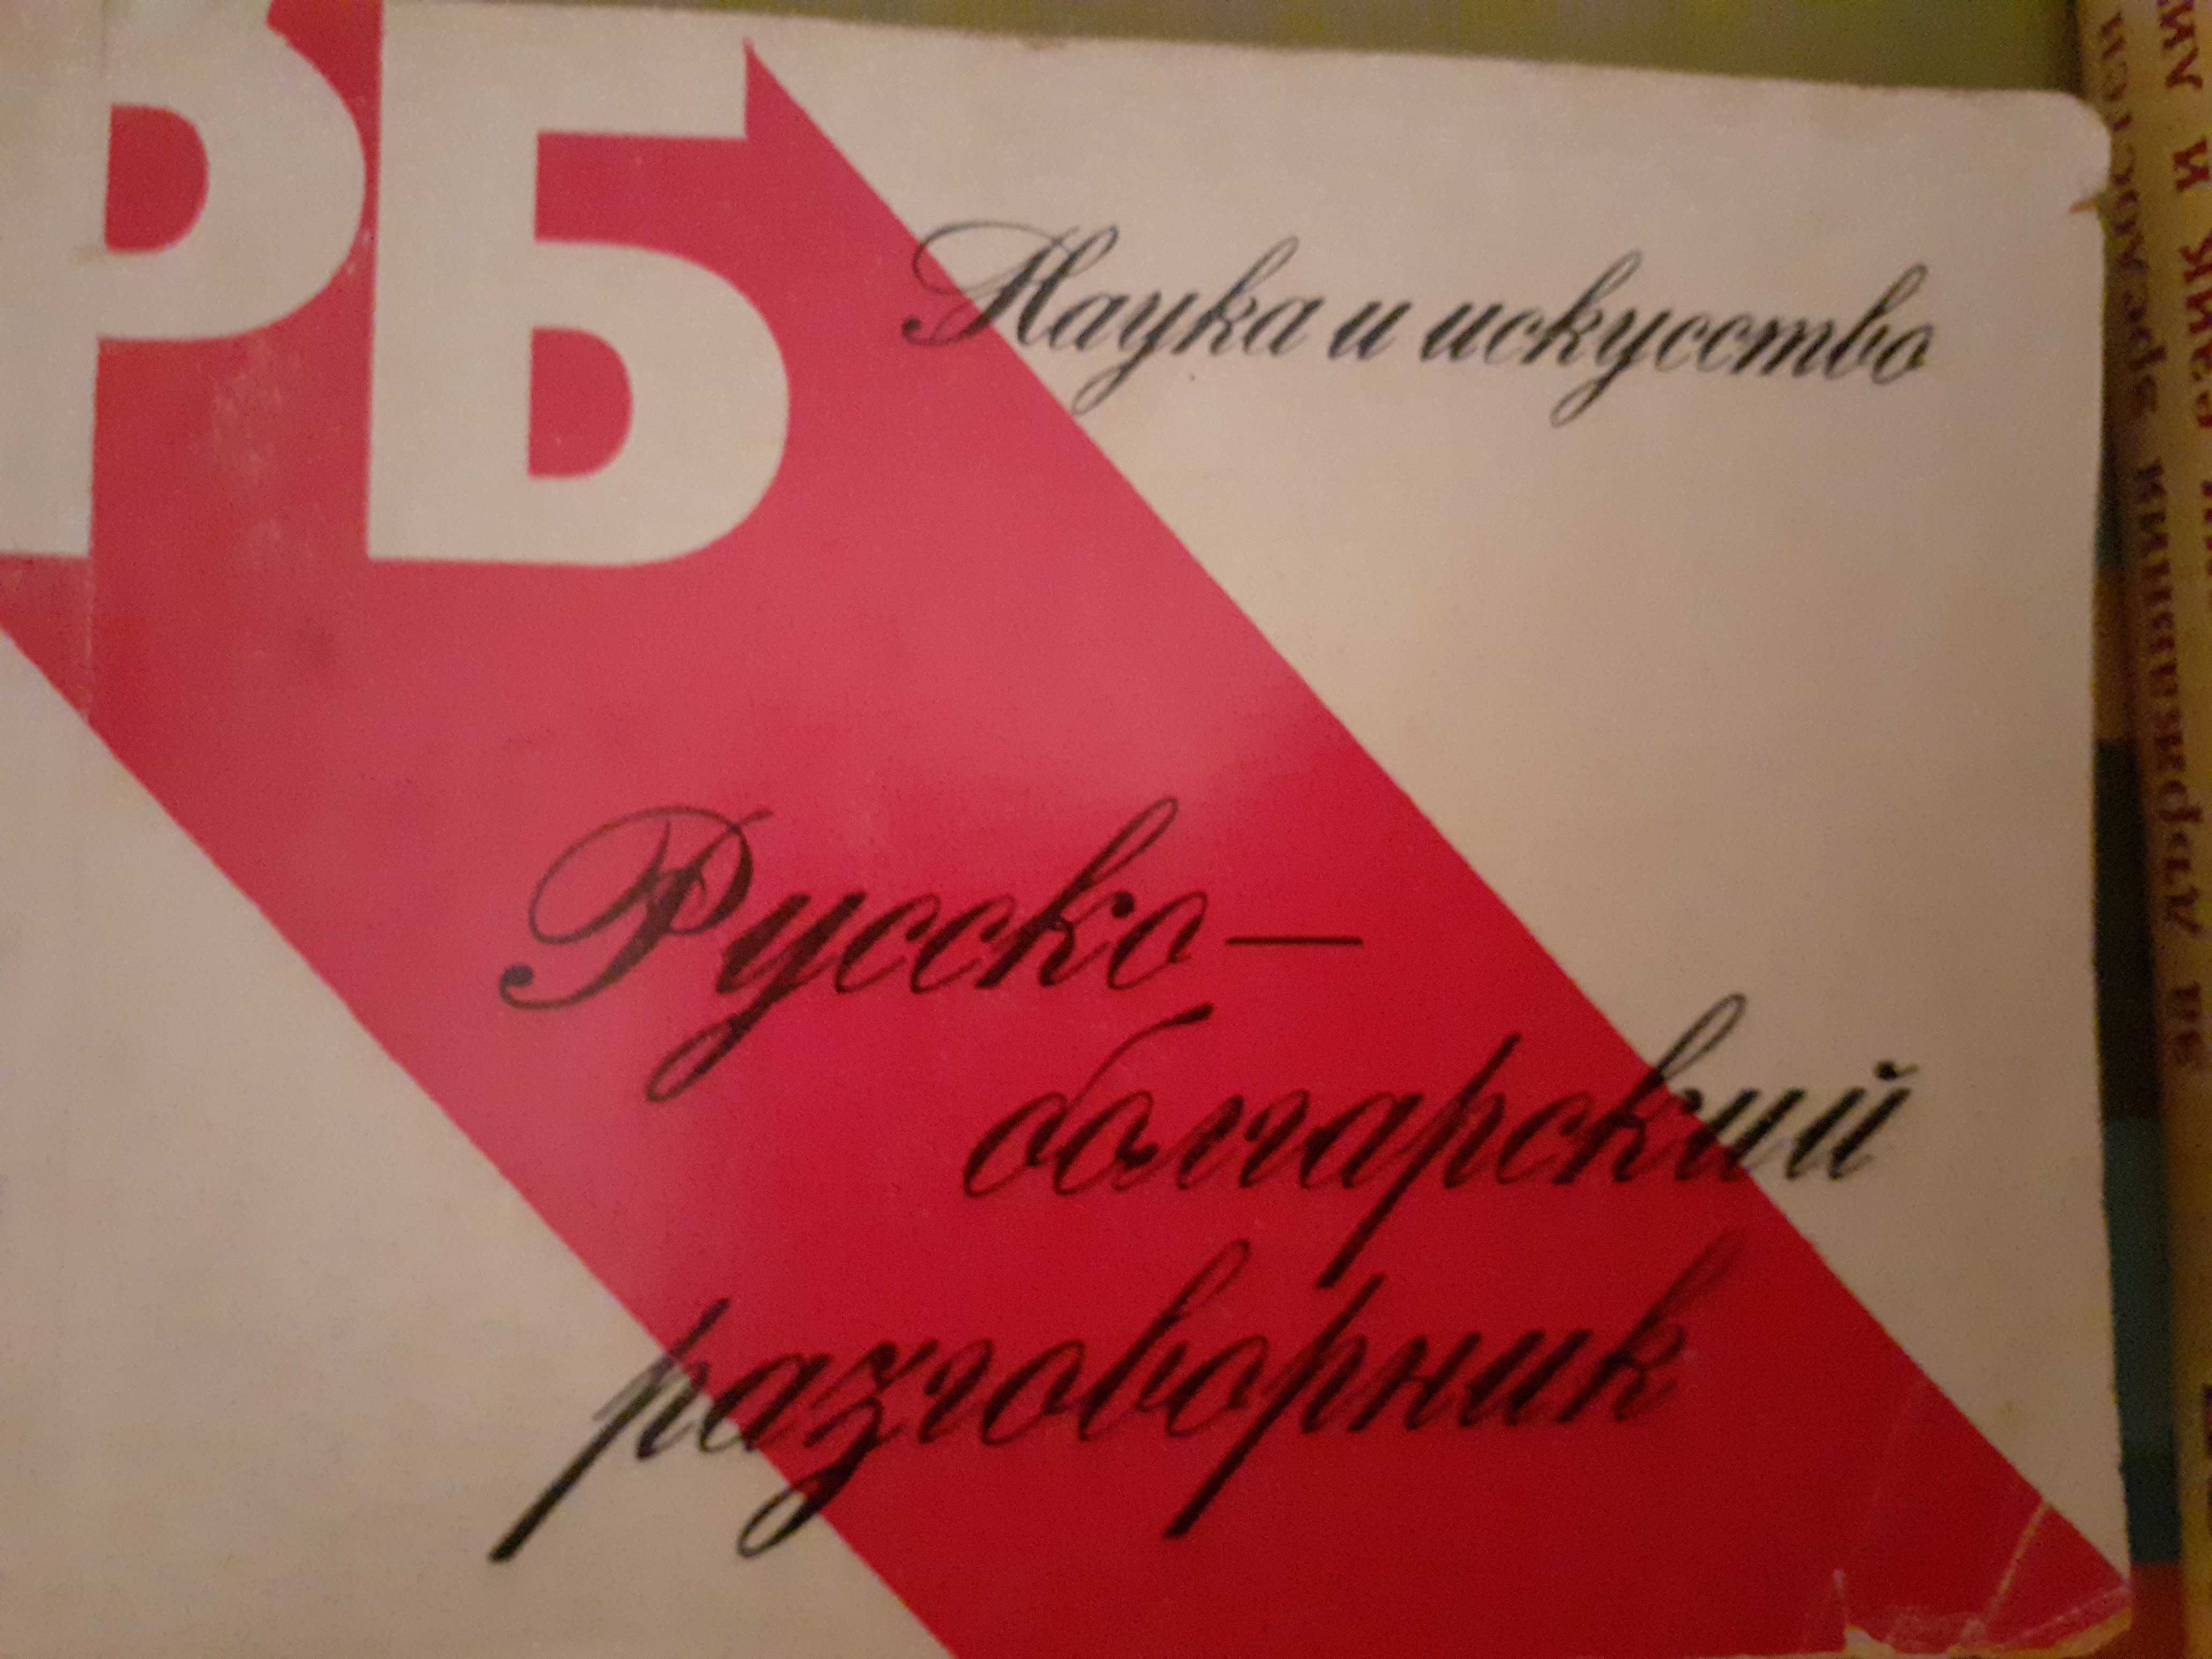 РБ
Наука и искусство
Русско—
болгарский
разговорник